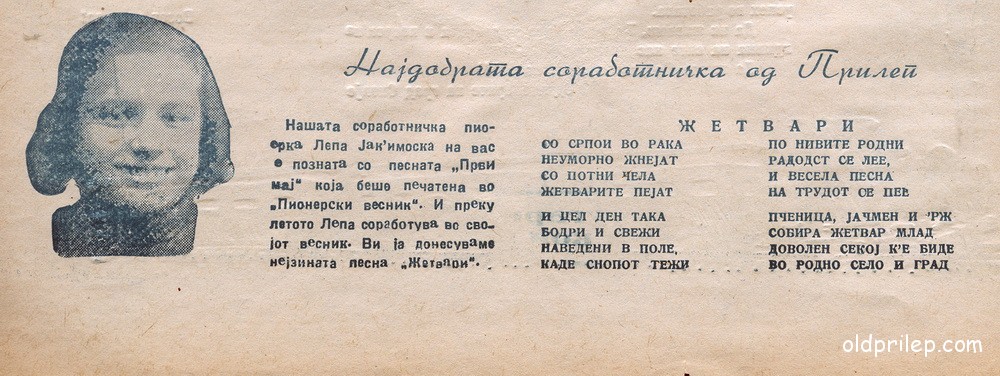 Најдобрата соработничка од Прилеп
Нашата соработничка пио-
ерка Лепа Јак'имоска на вас
е позната со песната „Први
мај" која беше печатена во
„Пионерски весник". И преку
летото Лепа соработува во сво-
јот весник. Ви ја донесуваме
нејзината песна „Жетвари".
ЖЕТВАРИ
СО СРПОИ ВО РАКА
НЕУМОРНО ЖНЕЈАТ
СО ПОТНИ ЧЕЛА
ЖЕТВАРИТЕ ПЕЈАТ
И ЦЕЛ ДЕН ТАКА
БОДРИ И СВЕЖИ
НАВЕДЕНИ В ПОЛЕ,
КАДЕ СНОПОТ ТЕЖИ
ПО НИВИТЕ РОДНИ
РАДОСТ СЕ ЛЕЕ,
И ВЕСЕЛА ПЕСНА
НА ТРУДОТ СЕ ПЕЕ
ПЧЕНИЦА, ЈАЧМЕН И 'РЖ
СОБИРА ЖЕТВАР МЛАД
ДОВОЛЕН СЕКОЈ К'Е БИДЕ
ВО РОДНО СЕЛО И ГРАД
oldprilep.com